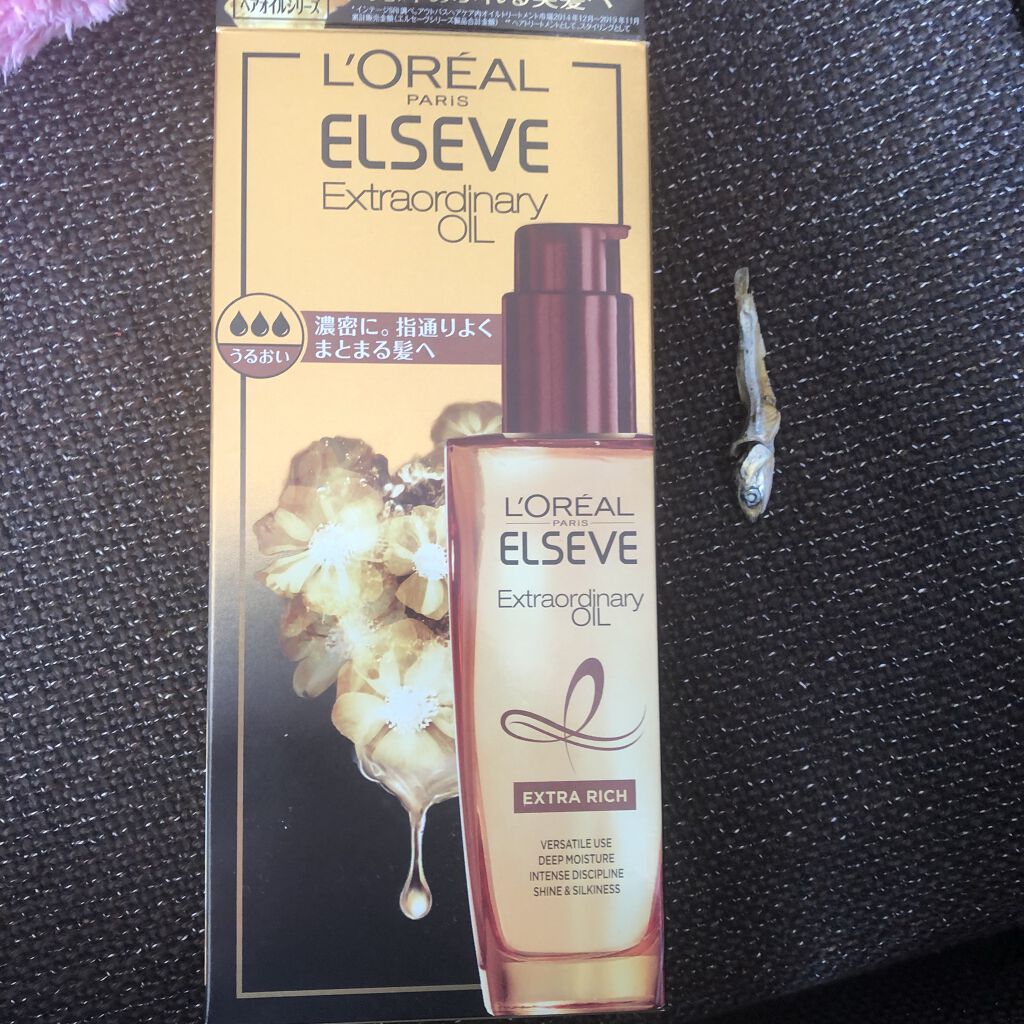 ヘアオイルシリーズ
L'ORÉAL
PARIS
ELSEVE
Extraordinary
OIL
うるおい
濃密に。指通りよく
まとまる髪へ
L'ORÉAL
PARIS
ELSEVE
Extraordinary
OIL
EXTRA RICH
VERSATILE USE
DEEP MOISTURE
INTENSE DISCIPLINE
SHINE & SILKINESS